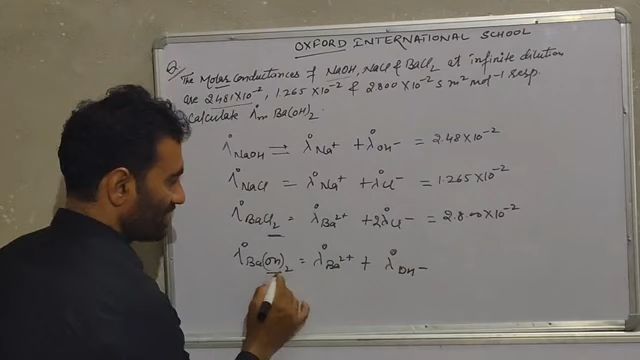 OXFORD INTERNATIONAL SCHOOL
Q. The Molar Conductances of NaOH, NaCl & BaCl₂ at infinite dilution
are 2.481×10⁻², 1.265×10⁻² & 2.800×10⁻² S m² mol⁻¹ resp.
Calculate λ°m Ba(OH)₂.
λ°NaOH ⇌ λ°Na⁺ + λ°OH⁻ = 2.48×10⁻²
λ°NaCl = λ°Na⁺ + λ°Cl⁻ = 1.265×10⁻²
λ°BaCl₂ = λ°Ba²⁺ + 2λ°Cl⁻ = 2.800×10⁻²
λ°Ba(OH)₂ = λ°Ba²⁺ + λ°OH⁻